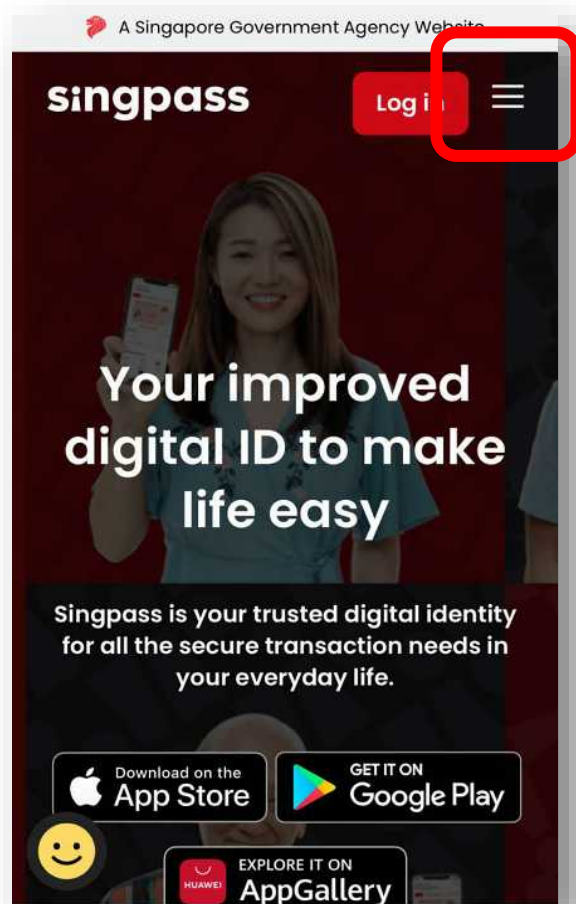 A Singapore Government Agency Website
singpass
Log in
Your improved
digital ID to make
life easy
Singpass is your trusted digital identity
for all the secure transaction needs in
your everyday life.
Download on the
App Store
GET IT ON
Google Play
HUAWEI
EXPLORE IT ON
AppGallery